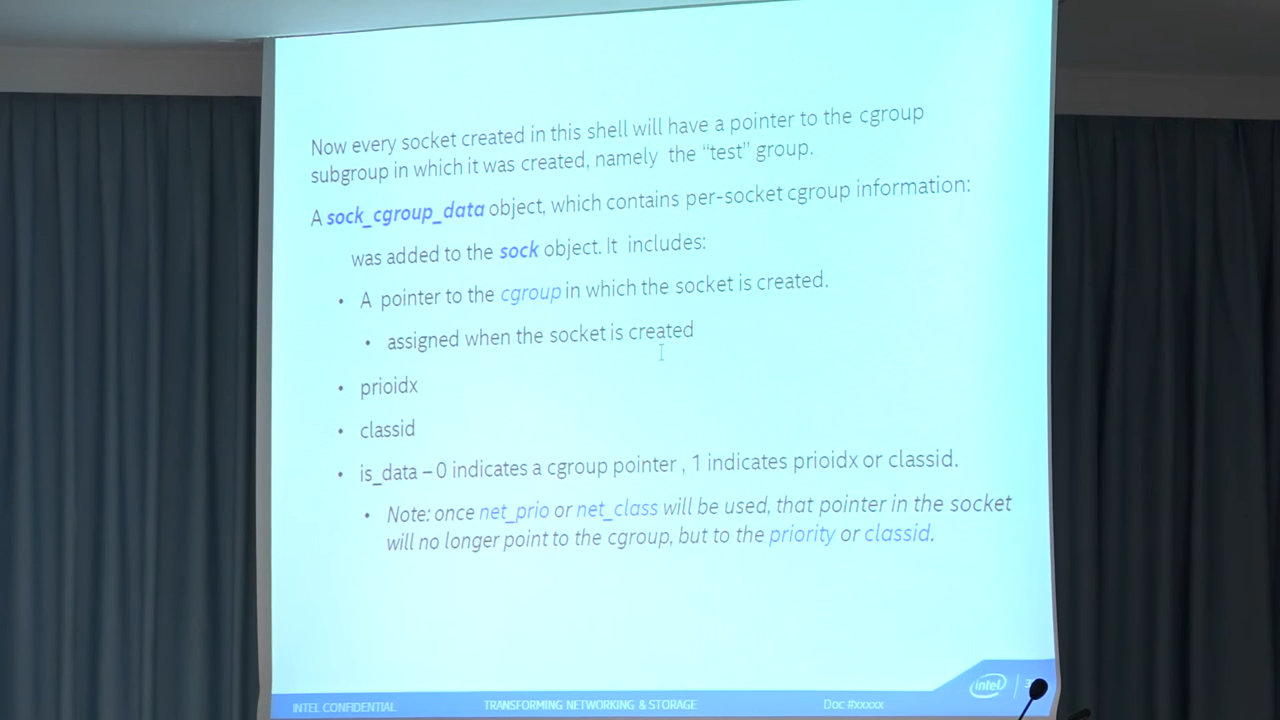 Now every socket created in this shell will have a pointer to the cgroup
subgroup in which it was created, namely the “test” group.
A sock_cgroup_data object, which contains per-socket cgroup information:
was added to the sock object. It includes:
• A pointer to the cgroup in which the socket is created.
• assigned when the socket is created
• prioidx
• classid
• is_data – 0 indicates a cgroup pointer , 1 indicates prioidx or classid.
• Note: once net_prio or net_class will be used, that pointer in the socket
will no longer point to the cgroup, but to the priority or classid.
INTEL CONFIDENTIAL TRANSFORMING NETWORKING & STORAGE Doc #xxxxx intel